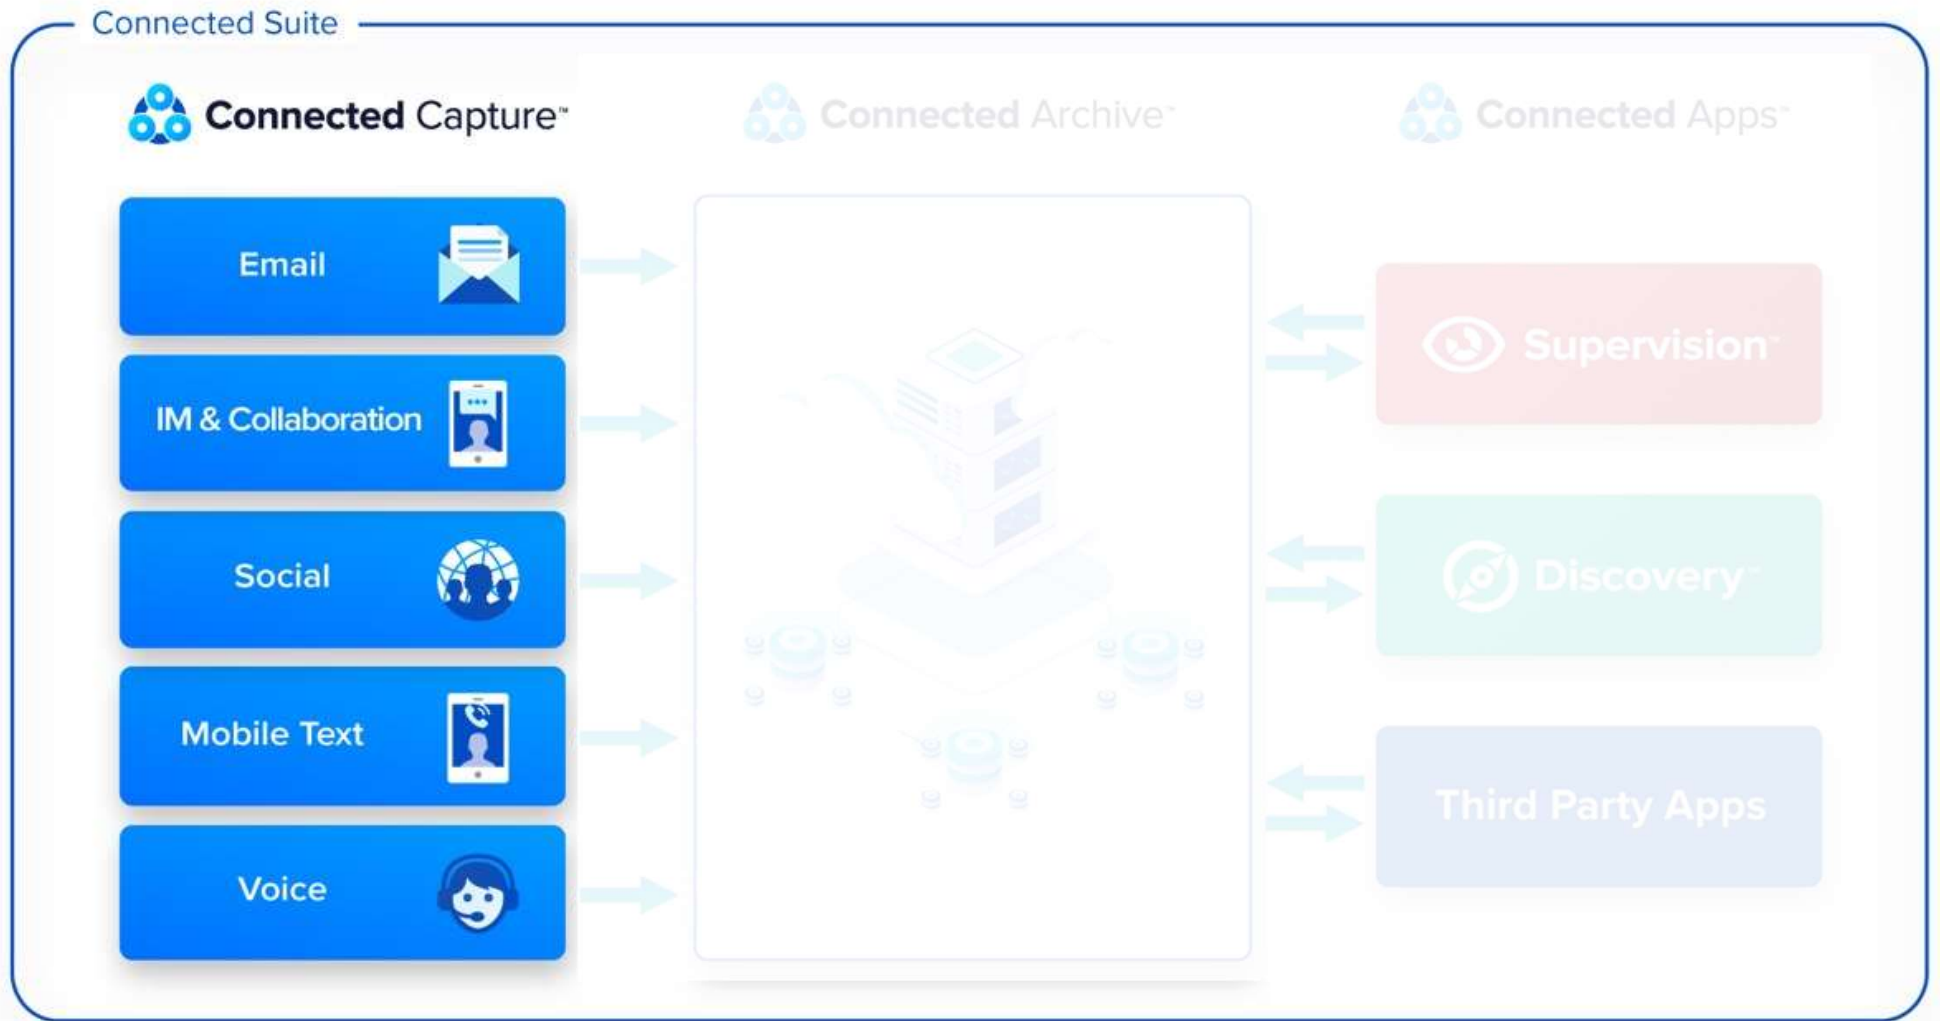 Connected Suite
Connected Capture™
Connected Archive™
Connected Apps™
Email
IM & Collaboration
Social
Mobile Text
Voice
Supervision™
Discovery™
Third Party Apps